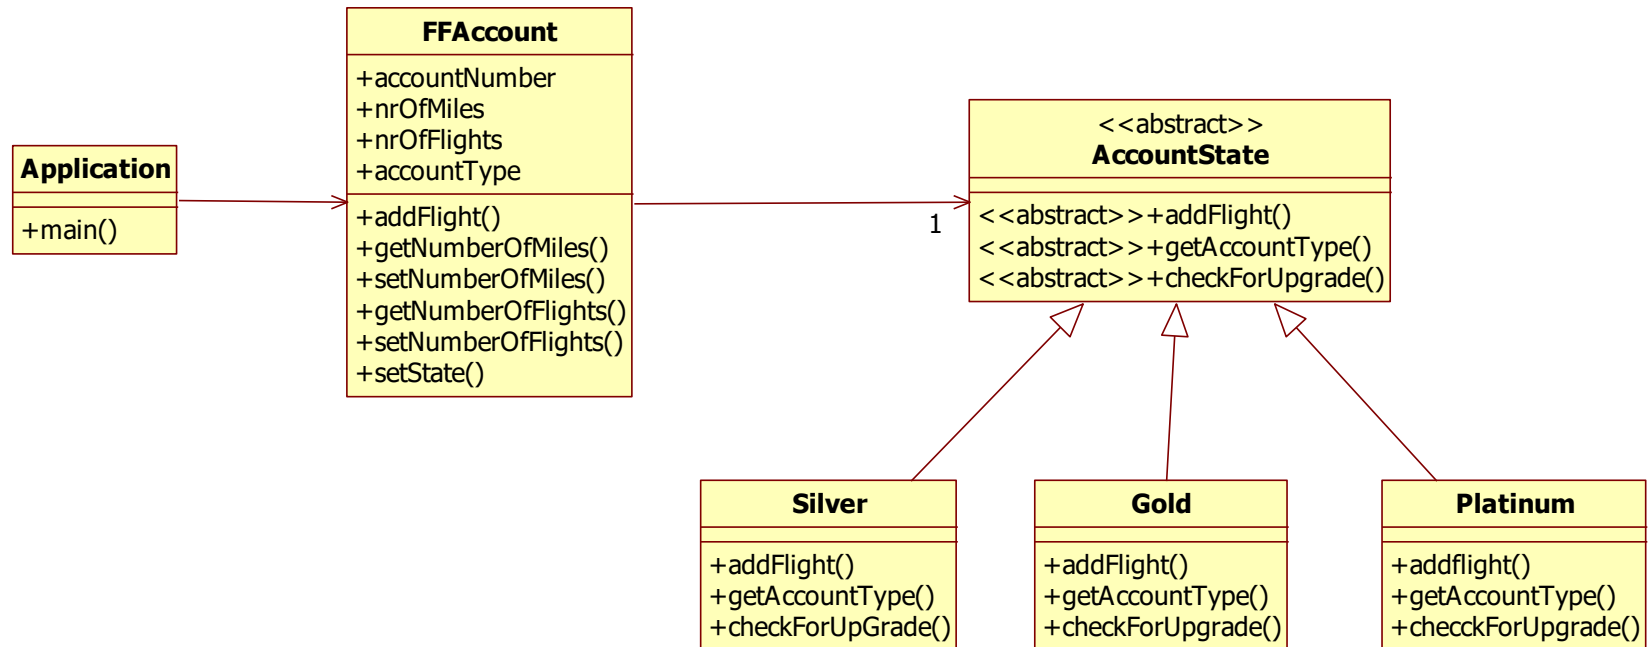 Application
+main()
FFAccount
+accountNumber
+nrOfMiles
+nrOfFlights
+accountType
+addFlight()
+getNumberOfMiles()
+setNumberOfMiles()
+getNumberOfFlights()
+setNumberOfFlights()
+setState()
1
<<abstract>>
AccountState
<<abstract>>+addFlight()
<<abstract>>+getAccountType()
<<abstract>>+checkForUpgrade()
Silver
+addFlight()
+getAccountType()
+checkForUpGrade()
Gold
+addFlight()
+getAccountType()
+checkForUpgrade()
Platinum
+addflight()
+getAccountType()
+checckForUpgrade()